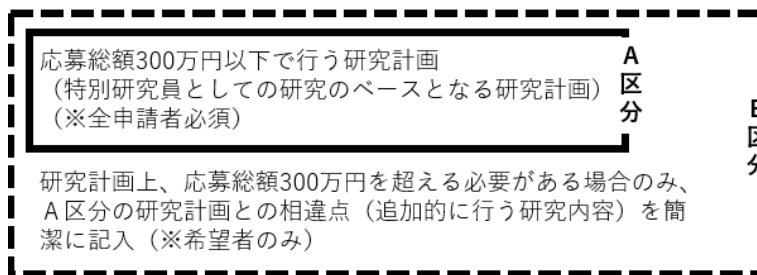 応募総額300万円以下で行う研究計画
（特別研究員としての研究のベースとなる研究計画）
（※全申請者必須）
A区分
研究計画上、応募総額300万円を超える必要がある場合のみ、
Ａ区分の研究計画との相違点（追加的に行う研究内容）を簡
潔に記入（※希望者のみ）